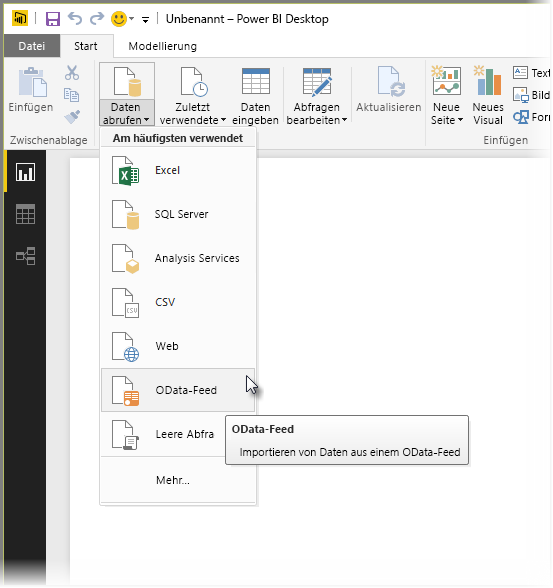 Unbenannt – Power BI Desktop
Datei Start Modellierung
Einfügen
Daten abrufen
Zuletzt verwendete
Daten eingeben
Abfragen bearbeiten
Aktualisieren
Neue Seite
Neues Visual
Text
Bild
For
Zwischenablage
Einfügen
Am häufigsten verwendet
Excel
SQL Server
Analysis Services
CSV
CSV
Web
OData-Feed
Leere Abfra
OData-Feed
Importieren von Daten aus einem OData-Feed
Mehr...